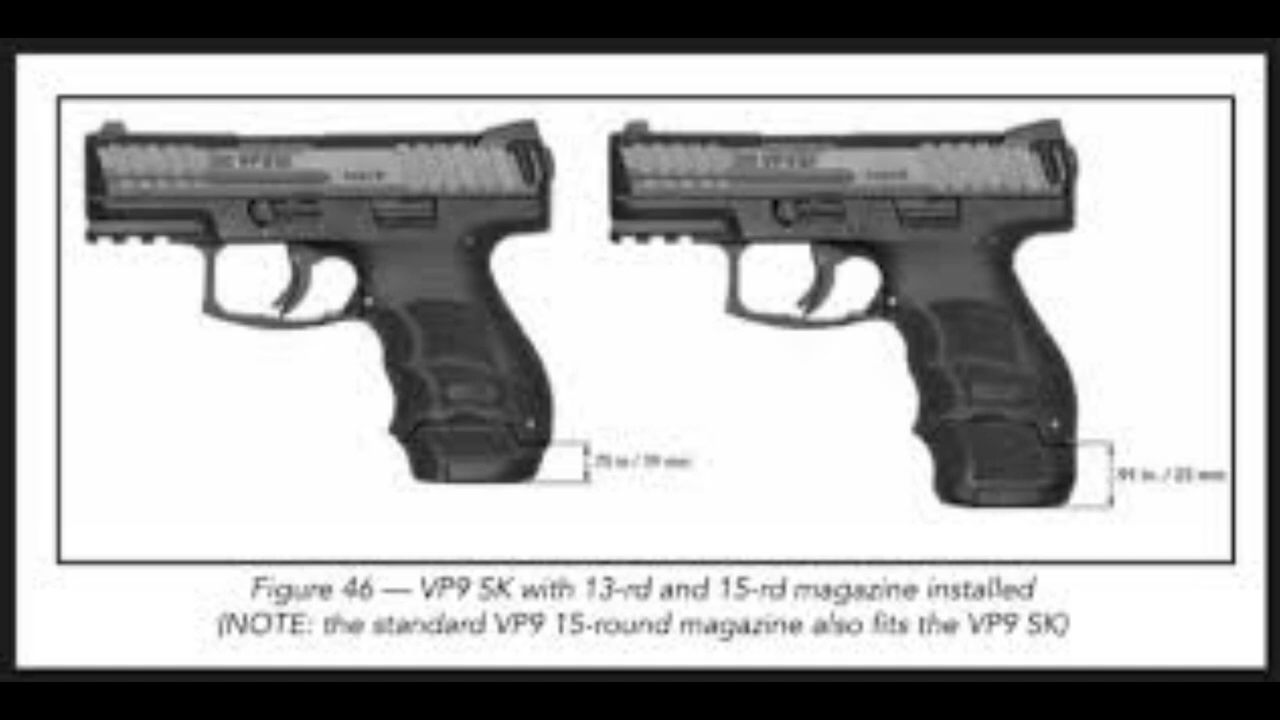 Figure 46 — VP9 SK with 13-rd and 15-rd magazine installed
(NOTE: the standard VP9 15-round magazine also fits the VP9 SK)